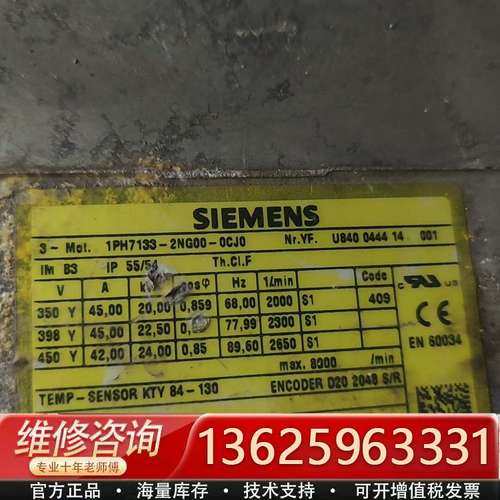 SIEMENS
3~ Mot. 1PH7133-2NG00-0CJ0 Nr.YF. U840 0444 14 001
IM B3 IP 55/54 Th.Cl.F
V A cosφ Hz 1/min Code
350 Y 45,00 20,00 0,859 68,00 2000 S1 409
398 Y 45,00 22,50 77,99 2300 S1
450 Y 42,00 24,00 0,85 89,60 2650 S1
EN 60034
max. 8000 /min
TEMP-SENSOR KTY 84-130 ENCODER D20 2048 S/R
维修咨询 13625963331
专业十年老师傅
官方正品 · 海量库存 · 技术支持 · 可开增值税发票